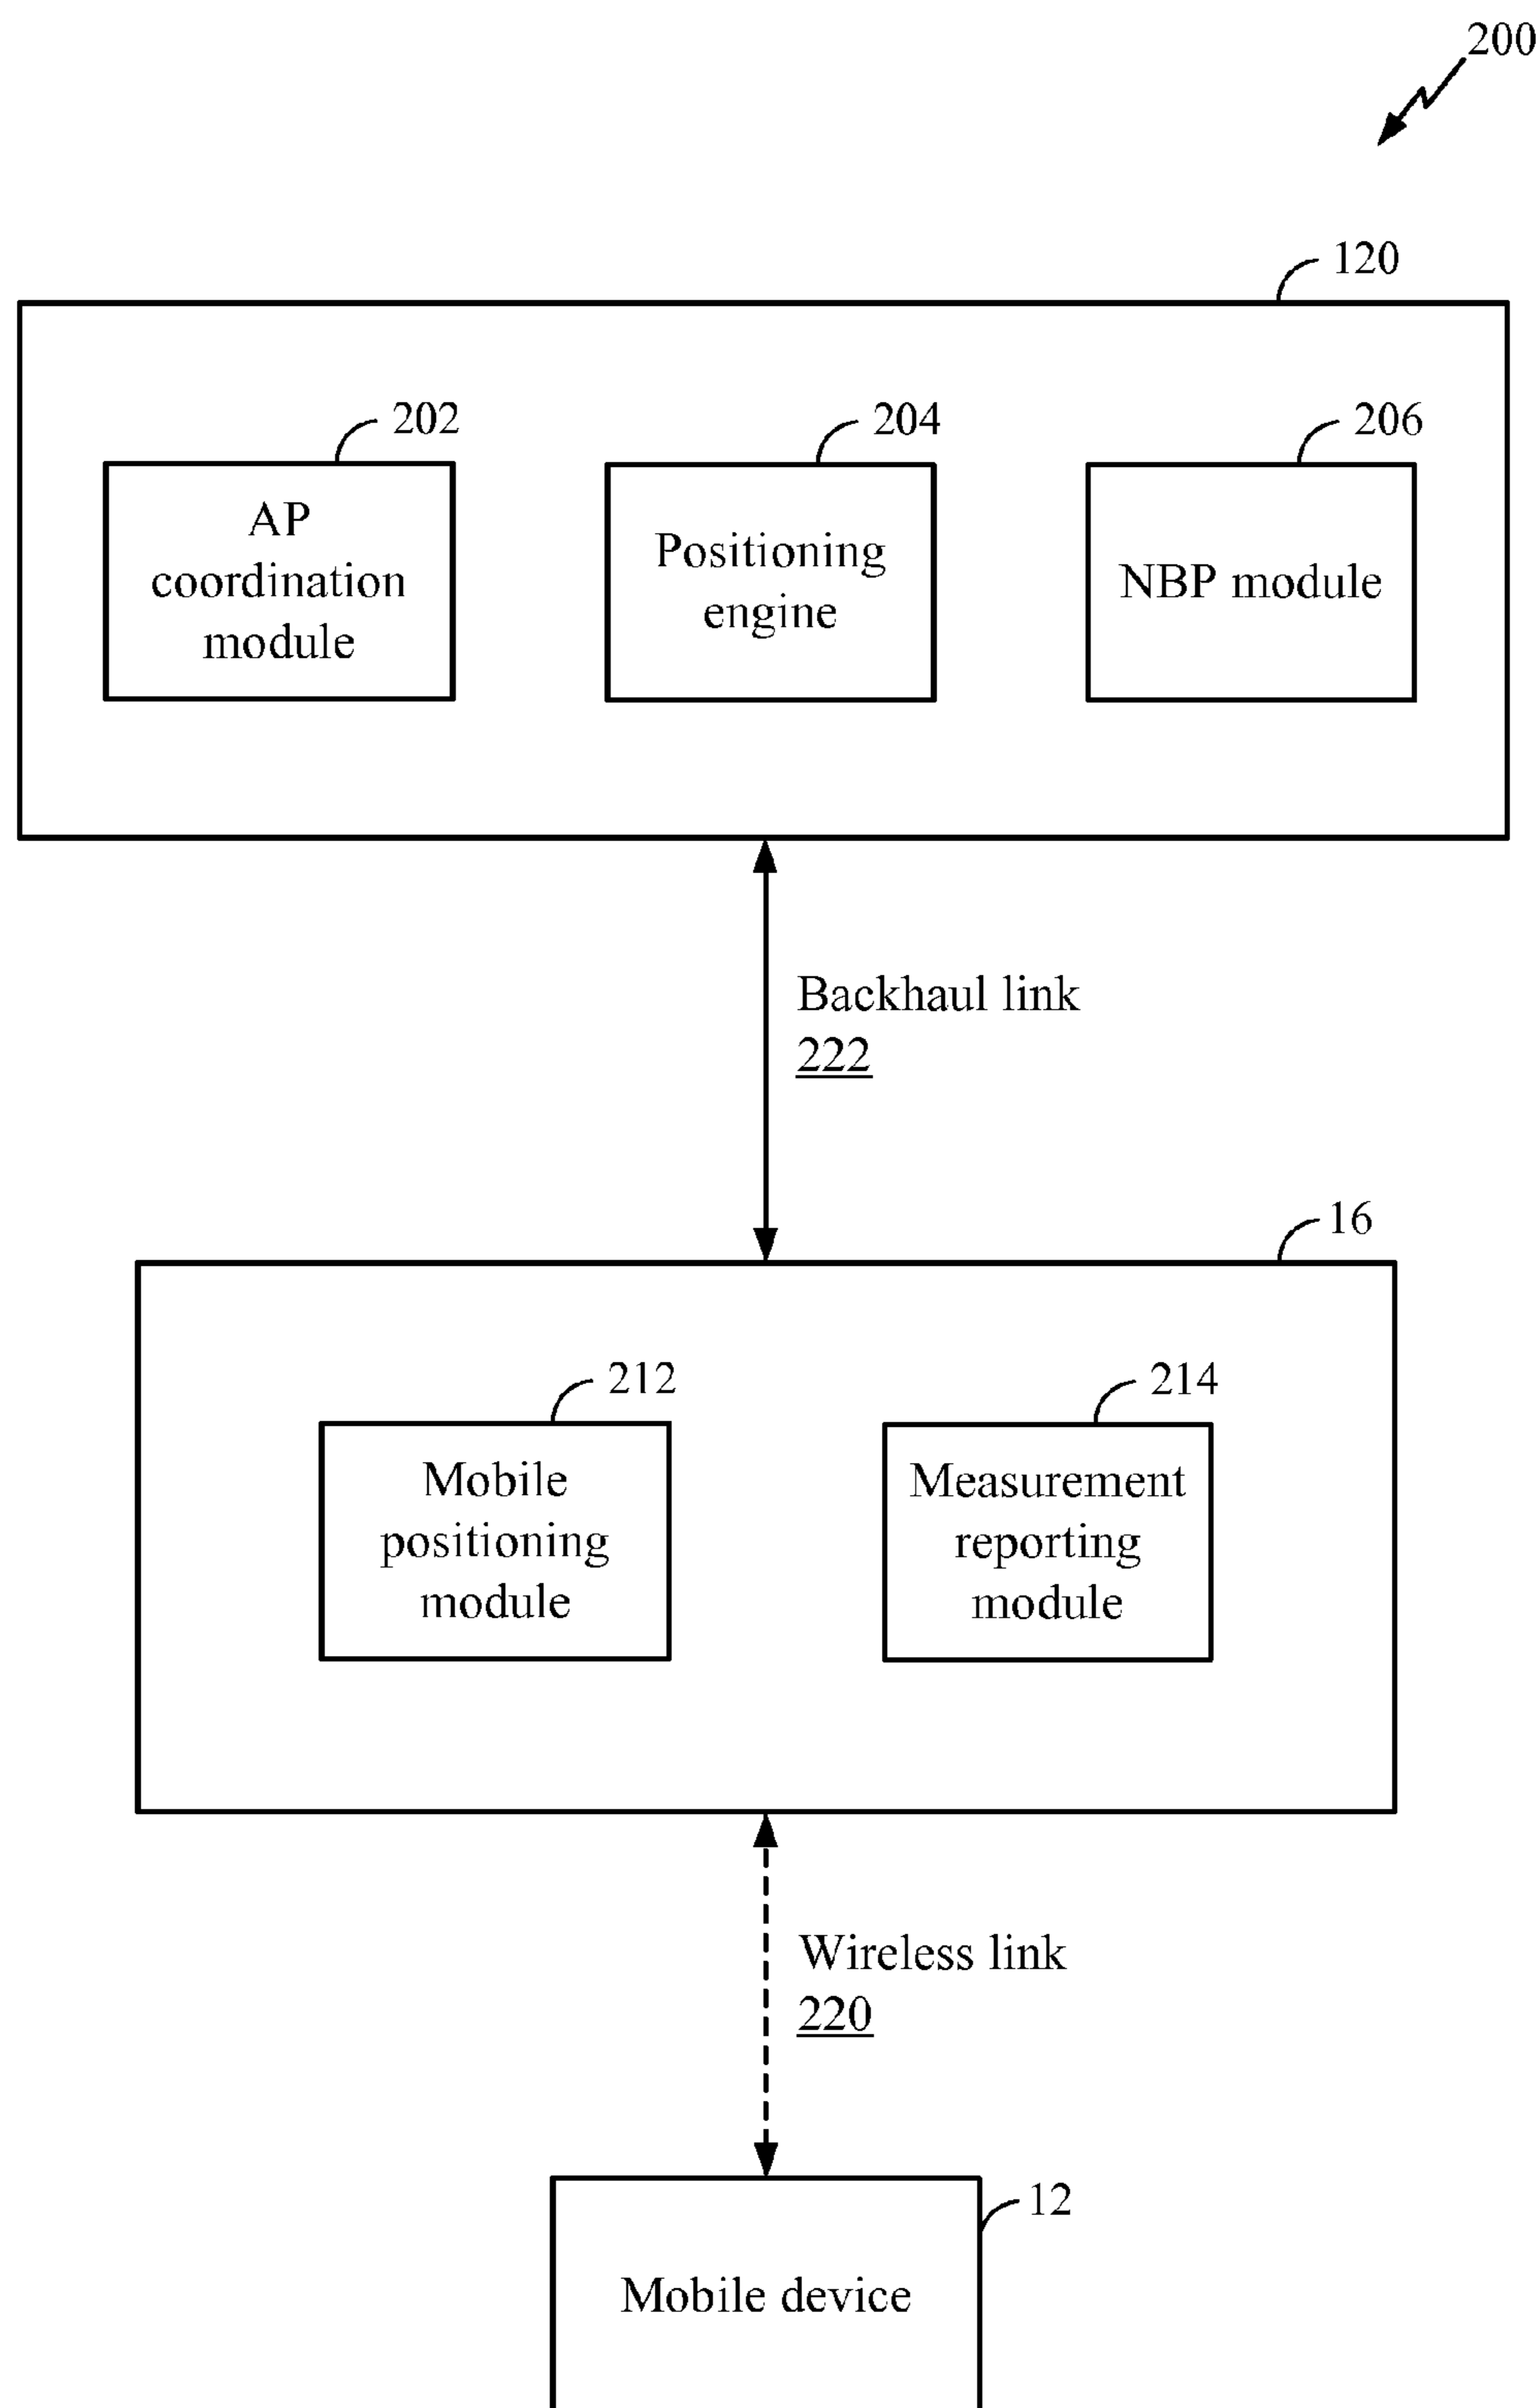 200
120
202
204
206
AP
coordination
module
Positioning
engine
NBP module
Backhaul link
222
16
212
214
Mobile
positioning
module
Measurement
reporting
module
Wireless link
220
12
Mobile device